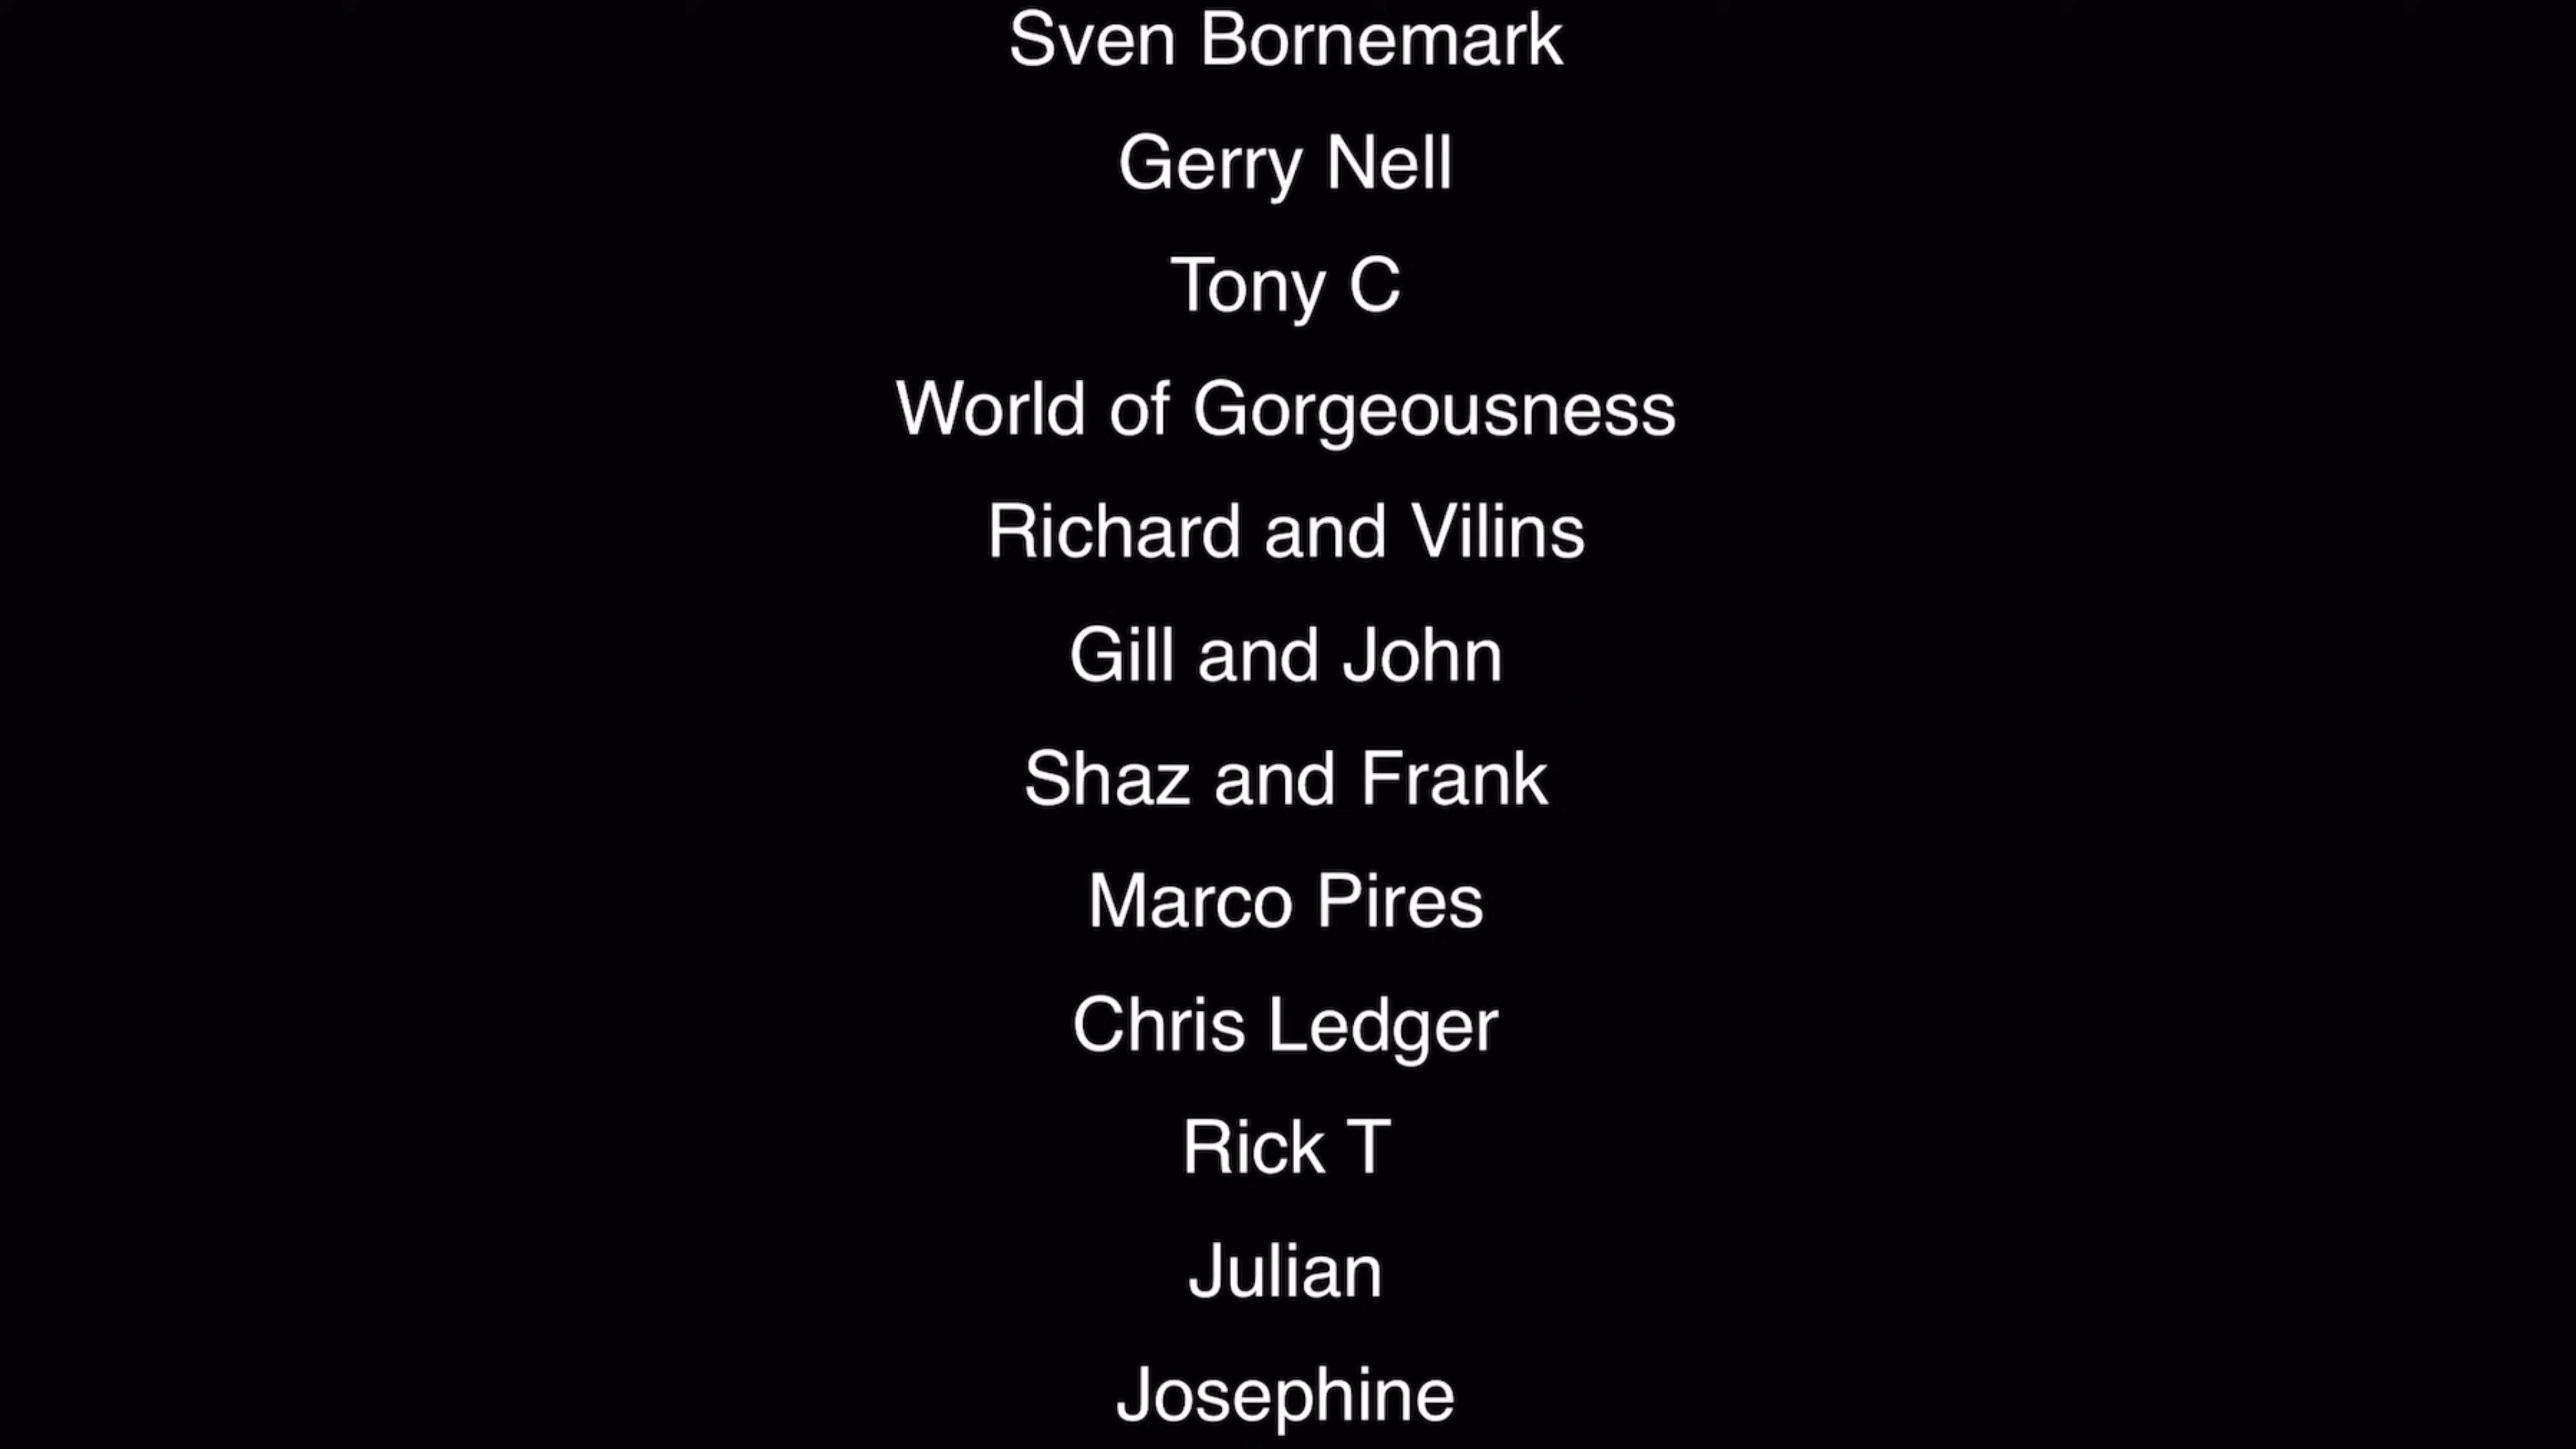 Sven Bornemark
Gerry Nell
Tony C
World of Gorgeousness
Richard and Vilins
Gill and John
Shaz and Frank
Marco Pires
Chris Ledger
Rick T
Julian
Josephine